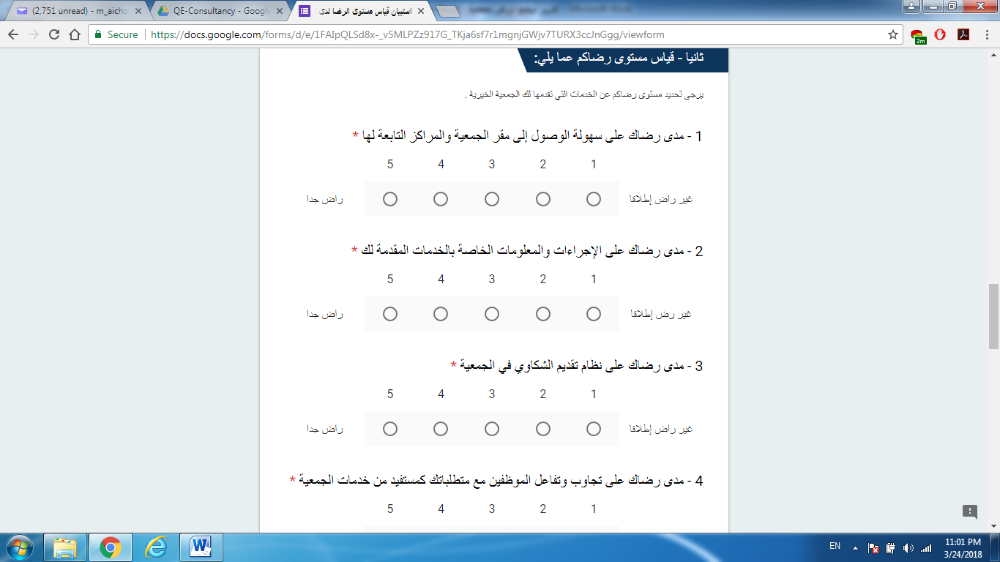 (2,751 unread) - m_aicho
QE-Consultancy - Google
استبيان قياس مستوى الرضا لدى
Secure
https://docs.google.com/forms/d/e/1FAIpQLSd8x-_v5MLPZz917G_TKja6sf7r1mgnjGWjv7TURX3ccJnGgg/viewform
2m
ثانيا - قياس مستوى رضاكم عما يلي:
يرجى تحديد مستوى رضاكم عن الخدمات التي تقدمها لك الجمعية الخيرية .
1 - مدى رضاك على سهولة الوصول إلى مقر الجمعية والمراكز التابعة لها *
1 2 3 4 5
غير راض إطلاقا راض جدا
2 - مدى رضاك على الإجراءات والمعلومات الخاصة بالخدمات المقدمة لك *
1 2 3 4 5
غير رض إطلاقا راض جدا
3 - مدى رضاك على نظام تقديم الشكاوي في الجمعية *
1 2 3 4 5
غير راض إطلاقا راض جدا
4 - مدى رضاك على تجاوب وتفاعل الموظفين مع متطلباتك كمستفيد من خدمات الجمعية *
1 2 3 4 5
EN
11:01 PM
3/24/2018